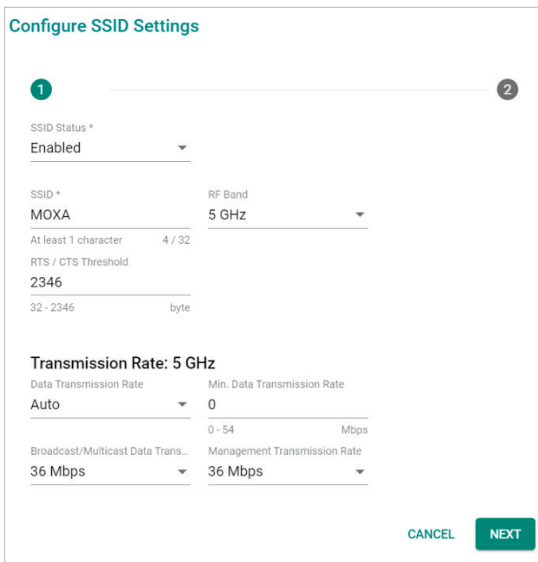 Configure SSID Settings
1 2
SSID Status *
Enabled
SSID * RF Band
MOXA 5 GHz
At least 1 character 4 / 32
RTS / CTS Threshold
2346
32 - 2346 byte
Transmission Rate: 5 GHz
Data Transmission Rate Min. Data Transmission Rate
Auto 0
0 - 54 Mbps
Broadcast/Multicast Data Trans... Management Transmission Rate
36 Mbps 36 Mbps
CANCEL NEXT